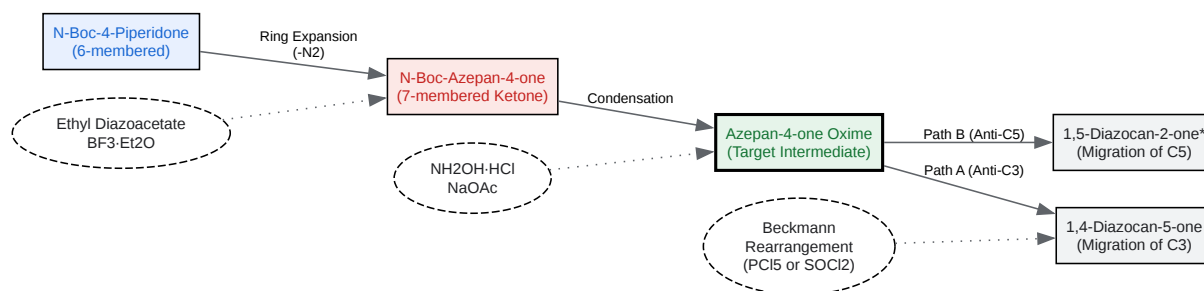 N-Boc-4-Piperidone
(6-membered)
Ring Expansion
(-N2)
N-Boc-Azepan-4-one
(7-membered Ketone)
Ethyl Diazoacetate
BF3·Et2O
Condensation
Azepan-4-one Oxime
(Target Intermediate)
NH2OH·HCl
NaOAc
Path B (Anti-C5)
1,5-Diazocan-2-one*
(Migration of C5)
Path A (Anti-C3)
1,4-Diazocan-5-one
(Migration of C3)
Beckmann
Rearrangement
(PCl5 or SOCl2)